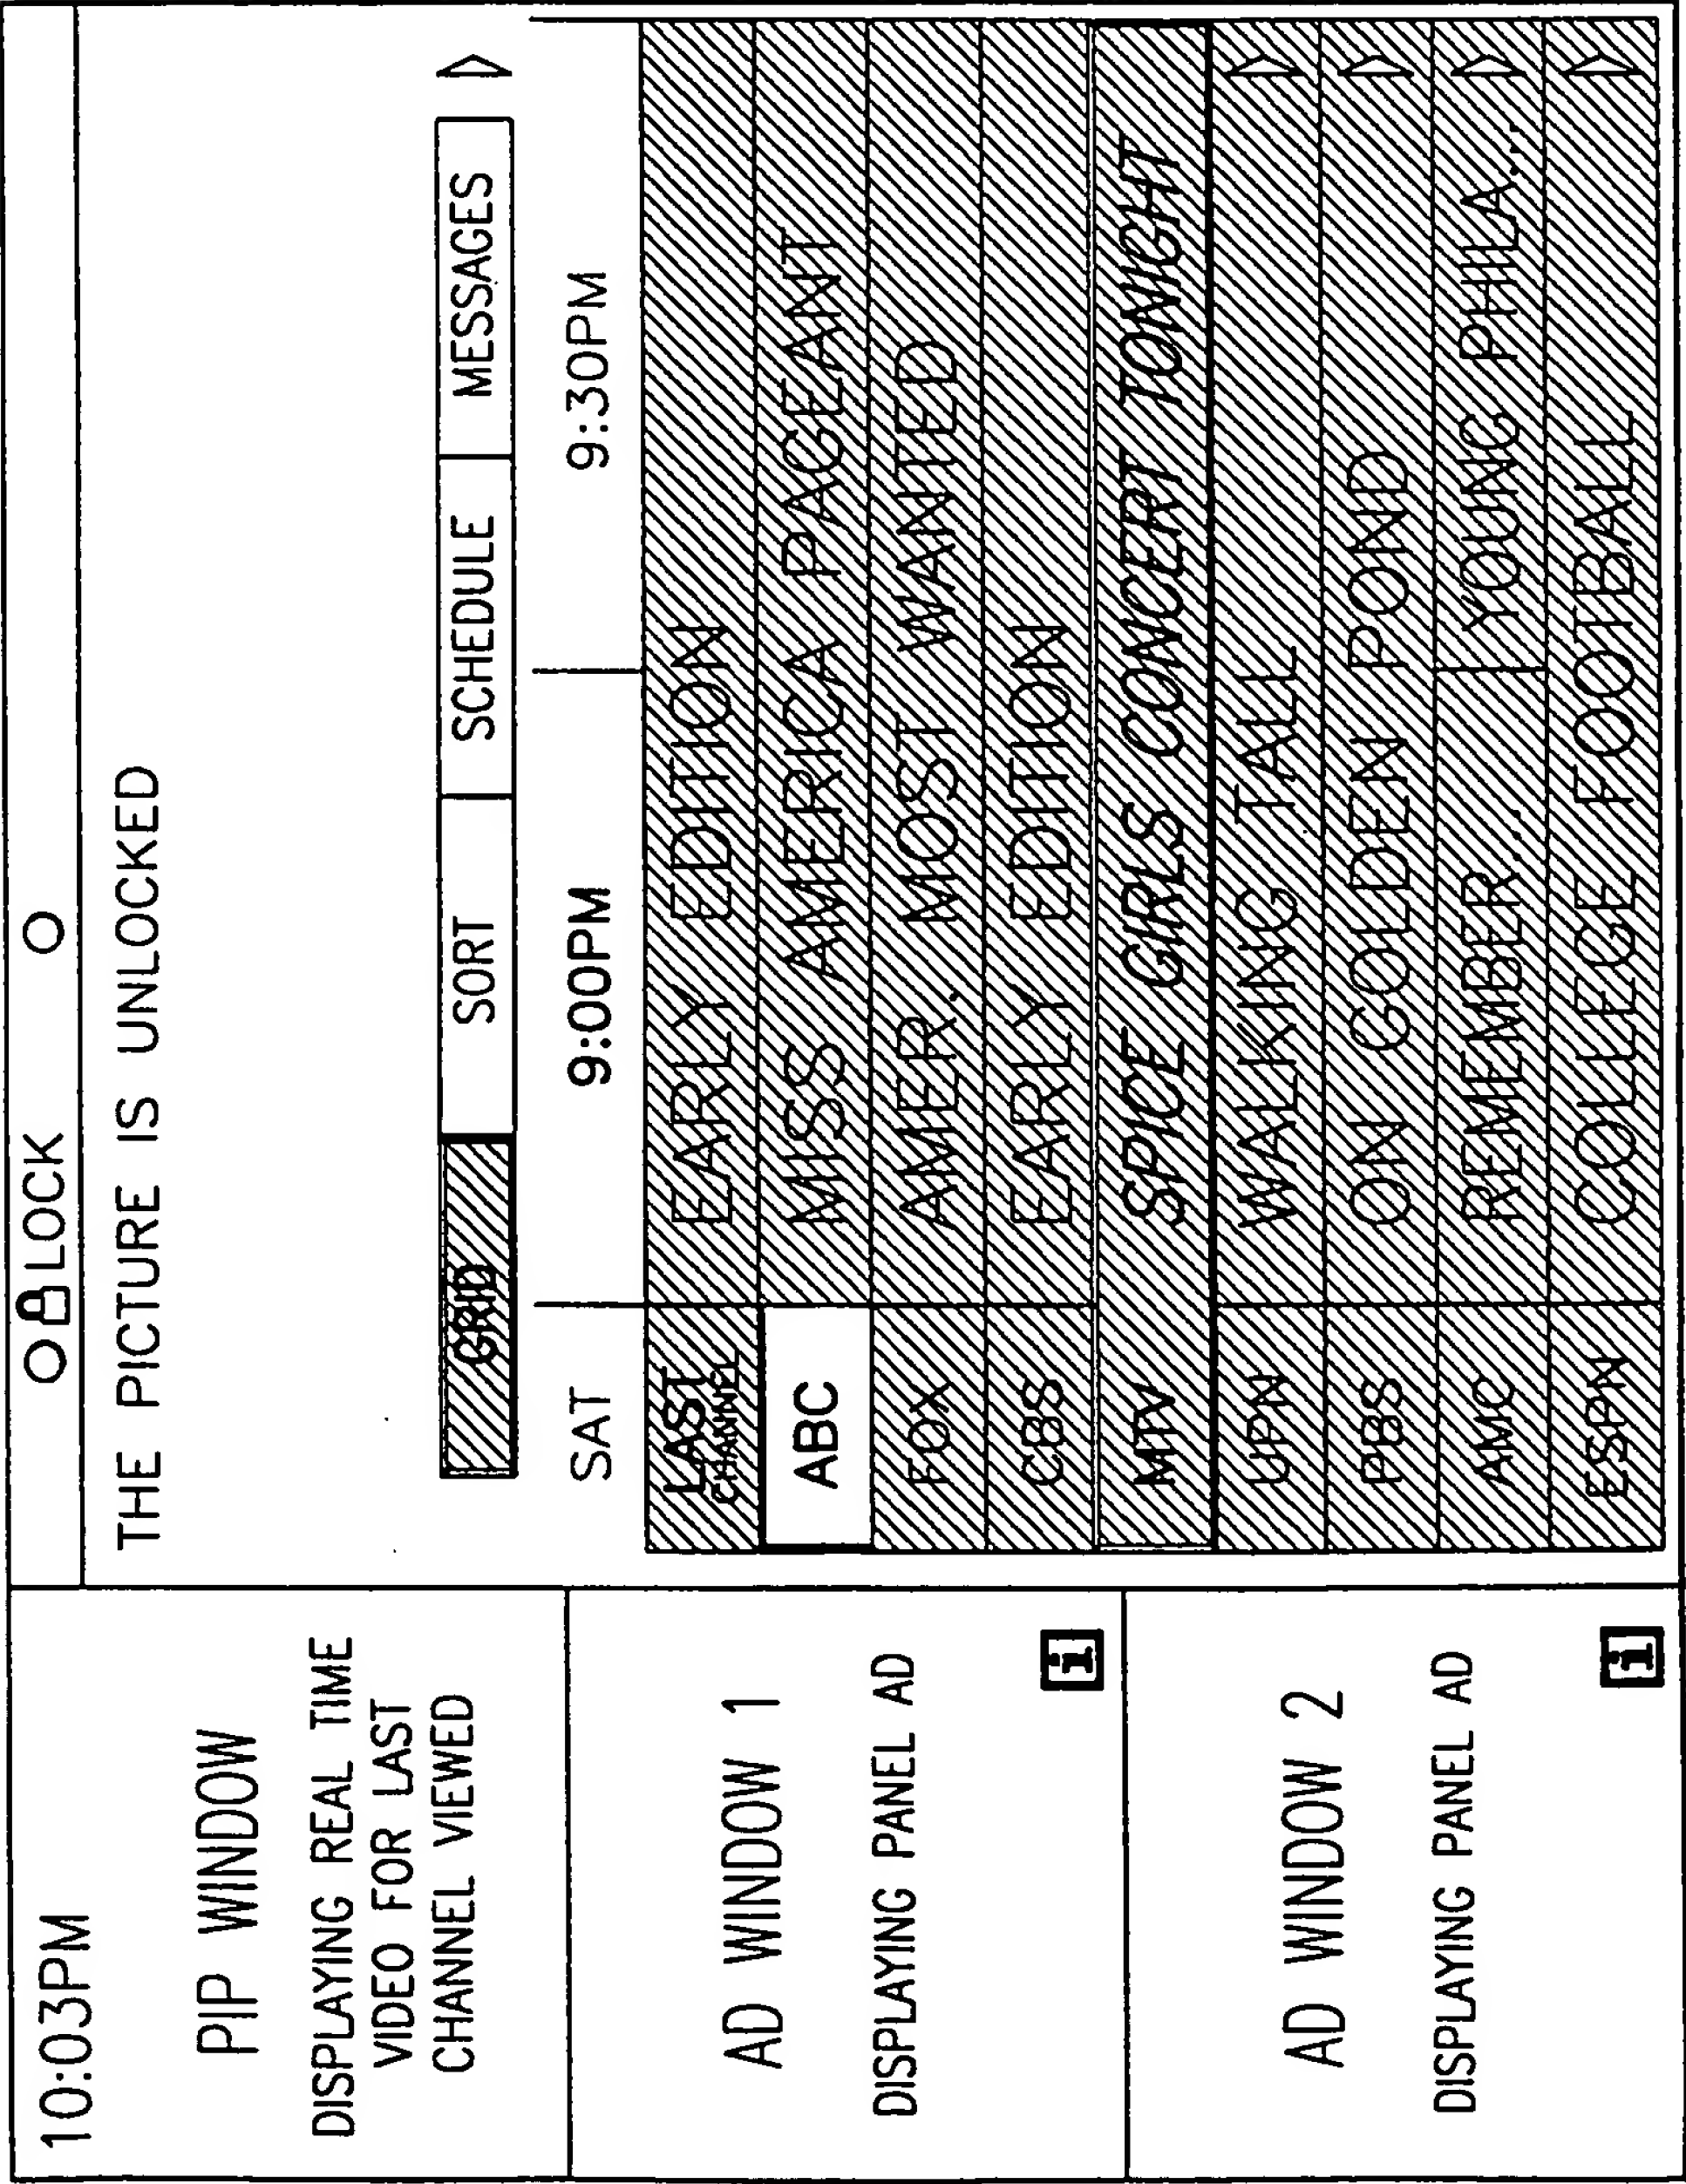 10:03PM
PIP WINDOW
DISPLAYING REAL TIME
VIDEO FOR LAST
CHANNEL VIEWED
AD WINDOW 1
DISPLAYING PANEL AD
i
AD WINDOW 2
DISPLAYING PANEL AD
i
LOCK
THE PICTURE IS UNLOCKED
GRID SORT SCHEDULE MESSAGES
SAT 9:00PM 9:30PM
LAST CHANNEL EARLY EDITION
ABC MISS AMERICA PAGEANT
FOX AMER. MOST WANTED
CBS EARLY EDITION
MTV SPICE GIRLS CONCERT TONIGHT
UPN WALKING TALL
PBS ON GOLDEN POND
AMC REMEMBER... YOUNG PHILA...
ESPN COLLEGE FOOTBALL